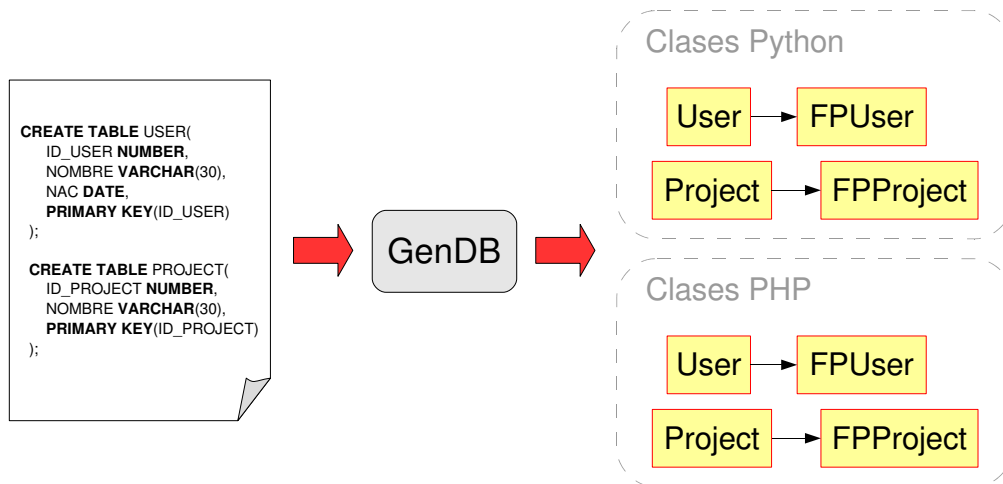 CREATE TABLE USER(
ID_USER NUMBER,
NOMBRE VARCHAR(30),
NAC DATE,
PRIMARY KEY(ID_USER)
);
CREATE TABLE PROJECT(
ID_PROJECT NUMBER,
NOMBRE VARCHAR(30),
PRIMARY KEY(ID_PROJECT)
);
GenDB
Clases Python
User FPUser
Project FPProject
Clases PHP
User FPUser
Project FPProject